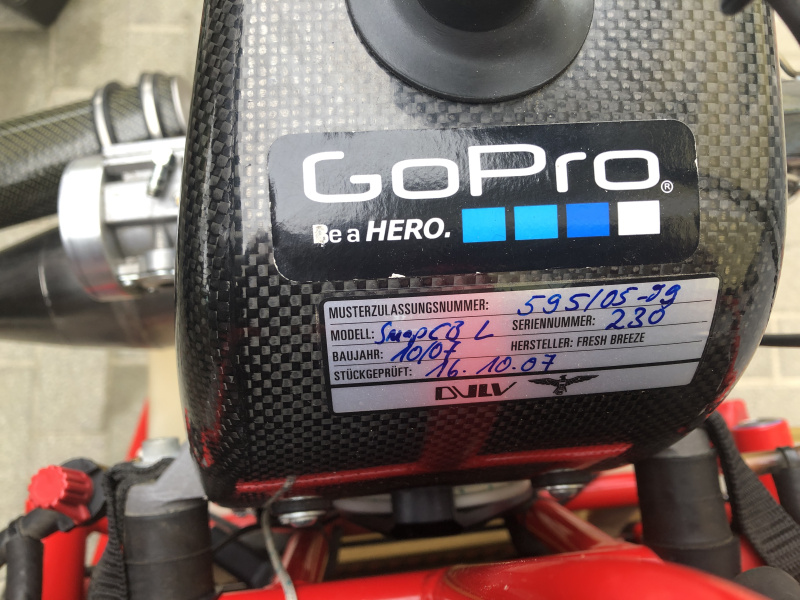 GoPro®
Be a HERO.
MUSTERZULASSUNGSNUMMER: 595/05-99
MODELL: SnapCB L SERIENNUMMER: 230
BAUJAHR: 10/07 HERSTELLER: FRESH BREEZE
STÜCKGEPRÜFT: 16.10.07
DULV